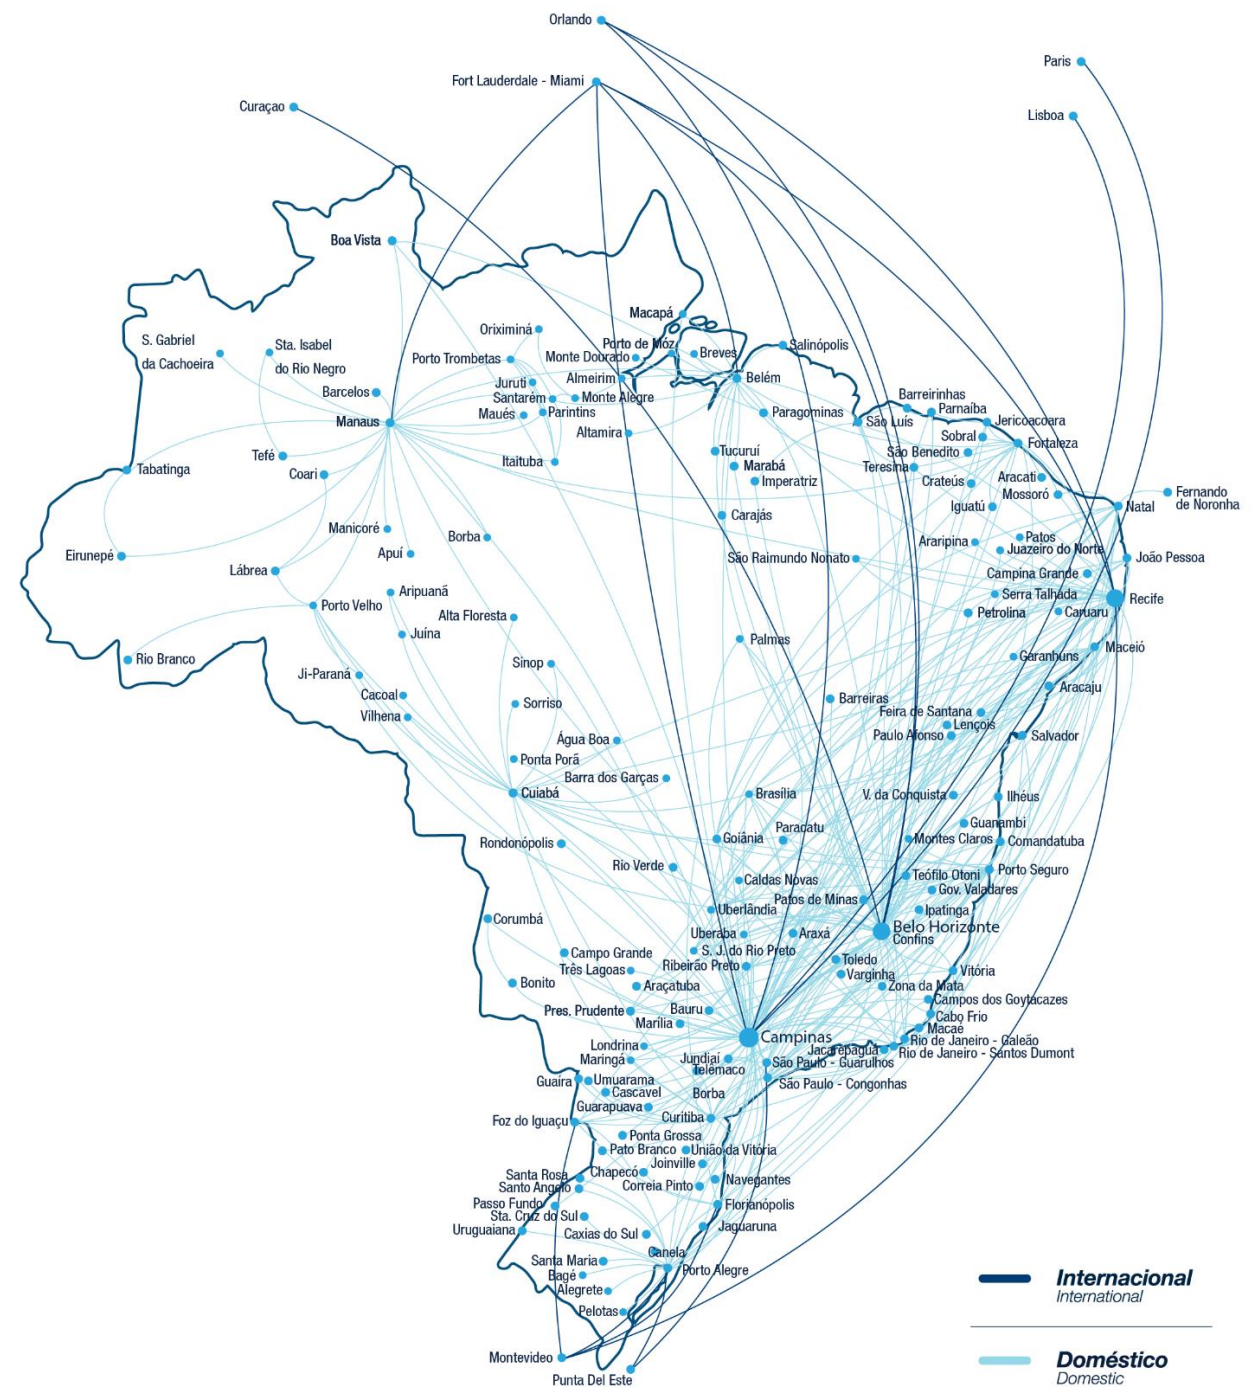 Orlando
Paris
Fort Lauderdale - Miami
Curaçao
Lisboa
Boa Vista
Macapá
Oriximiná
S. Gabriel
da Cachoeira
Sta. Isabel
do Rio Negro
Porto de Móz
Salinópolis
Porto Trombetas
Monte Dourado
Breves
Juruti
Almeirim
Belém
Barcelos
Santarém
Monte Alegre
Barreirinhas
Maués
Parintins
Paragominas
Parnaíba
Manaus
São Luís
Jericoacoara
Altamira
Sobral
Fortaleza
Tefé
Tucuruí
São Benedito
Tabatinga
Coari
Itaituba
Marabá
Teresina
Imperatriz
Crateús
Aracati
Mossoró
Fernando
de Noronha
Iguatú
Natal
Carajás
Manicoré
Borba
Araripina
Patos
Juazeiro do Norte
Eirunepé
Apuí
São Raimundo Nonato
João Pessoa
Lábrea
Campina Grande
Aripuanã
Serra Talhada
Recife
Porto Velho
Alta Floresta
Petrolina
Caruaru
Juína
Palmas
Maceió
Rio Branco
Sinop
Garanhuns
Ji-Paraná
Aracaju
Cacoal
Sorriso
Barreiras
Feira de Santana
Vilhena
Lençois
Água Boa
Paulo Afonso
Salvador
Ponta Porã
Barra dos Garças
Cuiabá
Brasília
V. da Conquista
Ilhéus
Paracatu
Guanambi
Rondonópolis
Goiânia
Montes Claros
Comandatuba
Rio Verde
Caldas Novas
Teófilo Otoni
Porto Seguro
Patos de Minas
Gov. Valadares
Uberlândia
Ipatinga
Corumbá
Belo Horizonte
Confins
Uberaba
Araxá
Campo Grande
S. J. do Rio Preto
Toledo
Três Lagoas
Ribeirão Preto
Varginha
Vitória
Bonito
Araçatuba
Zona da Mata
Campos dos Goytacazes
Pres. Prudente
Bauru
Cabo Frio
Marília
Macaé
Campinas
Rio de Janeiro - Galeão
Londrina
Jacarepaguá
Rio de Janeiro - Santos Dumont
Maringá
Jundiaí
São Paulo - Guarulhos
Telêmaco
Borba
Guaíra
Umuarama
São Paulo - Congonhas
Cascavel
Guarapuava
Curitiba
Foz do Iguaçu
Ponta Grossa
Pato Branco
União da Vitória
Joinville
Santa Rosa
Chapecó
Santo Angelo
Correia Pinto
Navegantes
Passo Fundo
Florianópolis
Sta. Cruz do Sul
Uruguaiana
Caxias do Sul
Jaguaruna
Canela
Santa Maria
Porto Alegre
Bagé
Alegrete
Pelotas
Montevideo
Punta Del Este
Internacional
International
Doméstico
Domestic